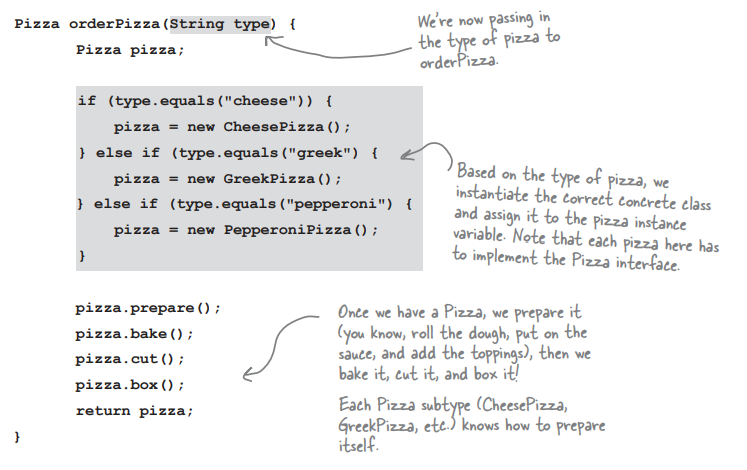 Pizza orderPizza(String type) {
Pizza pizza;
We're now passing in
the type of pizza to
orderPizza.
if (type.equals("cheese")) {
pizza = new CheesePizza();
} else if (type.equals("greek") {
pizza = new GreekPizza();
} else if (type.equals("pepperoni") {
pizza = new PepperoniPizza();
}
Based on the type of pizza, we
instantiate the correct concrete class
and assign it to the pizza instance
variable. Note that each pizza here has
to implement the Pizza interface.
pizza.prepare();
pizza.bake();
pizza.cut();
pizza.box();
return pizza;
}
Once we have a Pizza, we prepare it
(you know, roll the dough, put on the
sauce, and add the toppings), then we
bake it, cut it, and box it!
Each Pizza subtype (CheesePizza,
GreekPizza, etc.) knows how to prepare
itself.